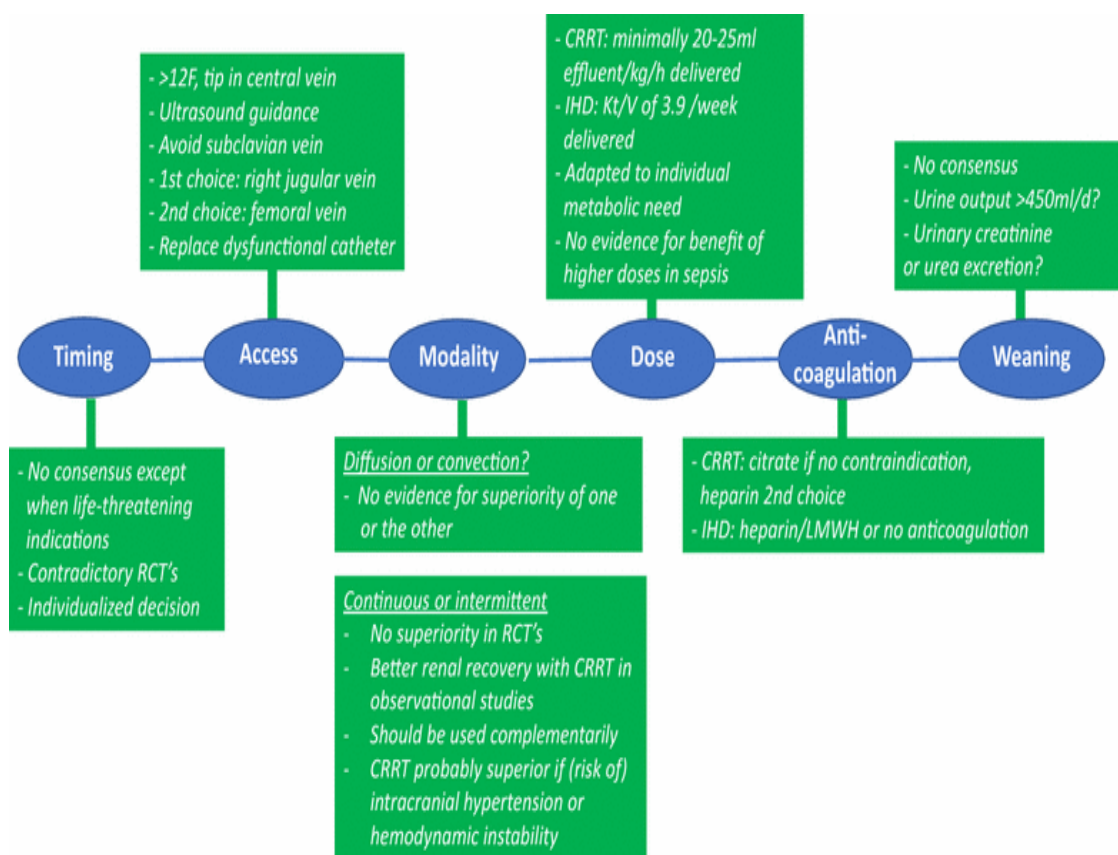 - >12F, tip in central vein
- Ultrasound guidance
- Avoid subclavian vein
- 1st choice: right jugular vein
- 2nd choice: femoral vein
- Replace dysfunctional catheter
- CRRT: minimally 20-25ml
effluent/kg/h delivered
- IHD: Kt/V of 3.9 /week
delivered
- Adapted to individual
metabolic need
- No evidence for benefit of
higher doses in sepsis
- No consensus
- Urine output >450ml/d?
- Urinary creatinine
or urea excretion?
Timing
Access
Modality
Dose
Anti-
coagulation
Weaning
- No consensus except
when life-threatening
indications
- Contradictory RCT's
- Individualized decision
Diffusion or convection?
- No evidence for superiority of one
or the other
Continuous or intermittent
- No superiority in RCT's
- Better renal recovery with CRRT in
observational studies
- Should be used complementarily
- CRRT probably superior if (risk of)
intracranial hypertension or
hemodynamic instability
- CRRT: citrate if no contraindication,
heparin 2nd choice
- IHD: heparin/LMWH or no anticoagulation